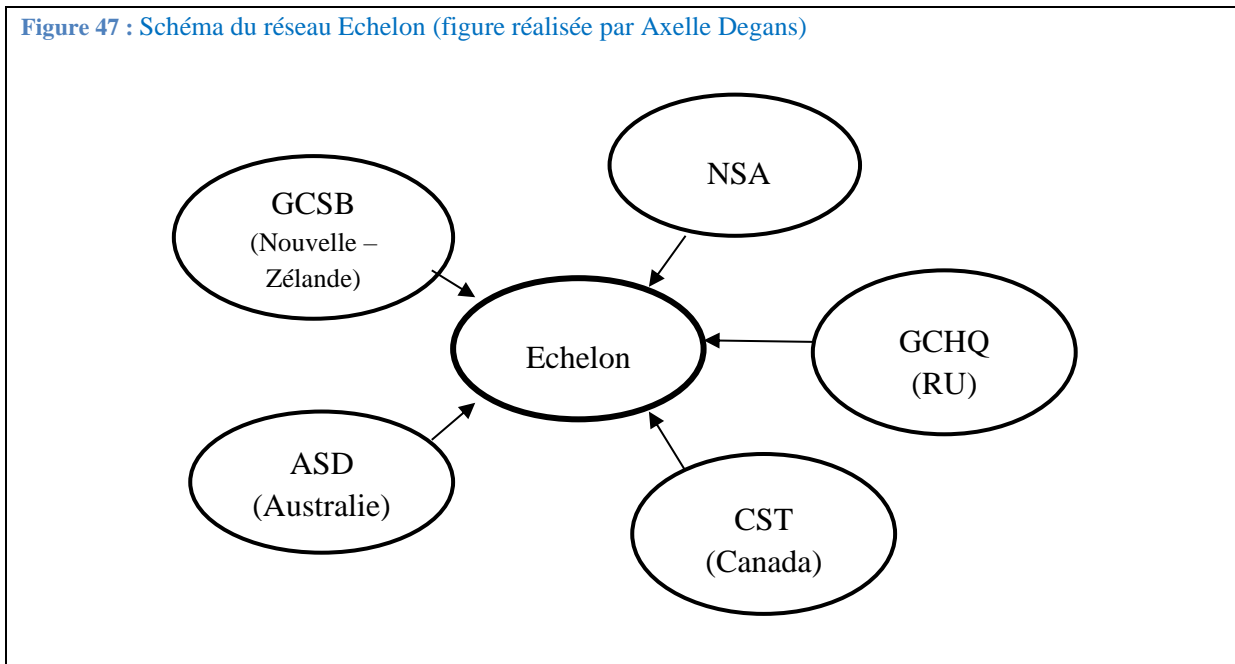 Figure 47 : Schéma du réseau Echelon (figure réalisée par Axelle Degans)
NSA
GCSB
(Nouvelle –
Zélande)
Echelon
GCHQ
(RU)
ASD
(Australie)
CST
(Canada)